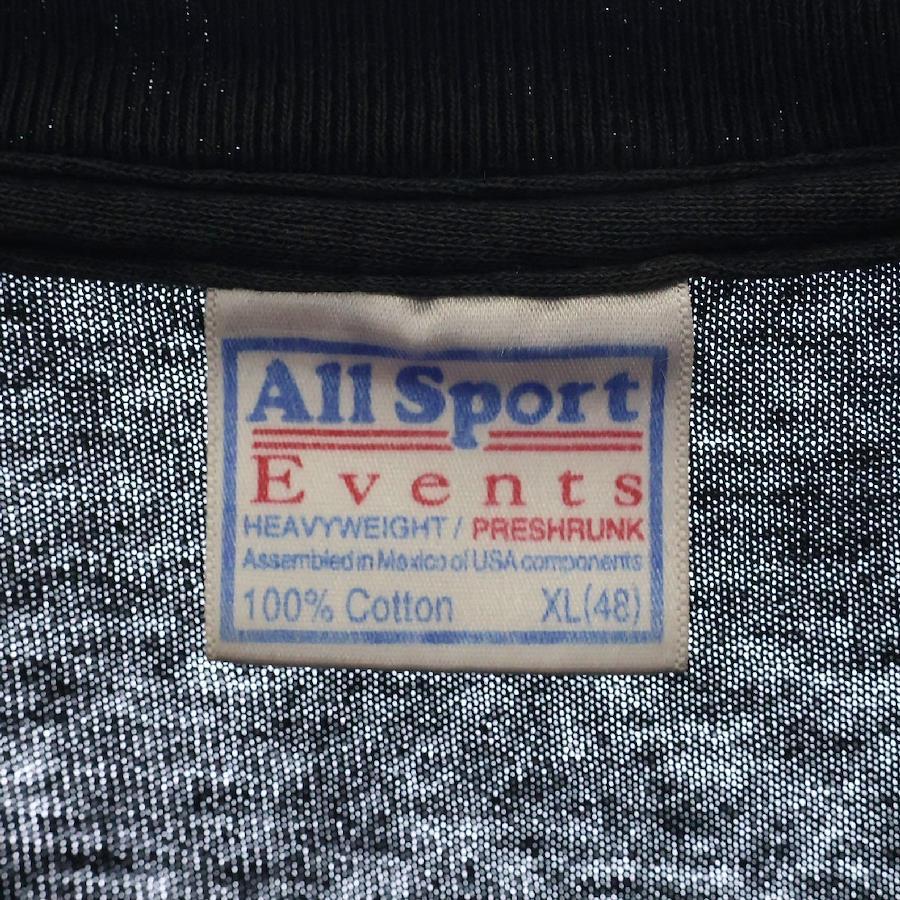 All Sport
Events
HEAVYWEIGHT / PRESHRUNK
Assembled in Mexico of USA components
100% Cotton XL(48)